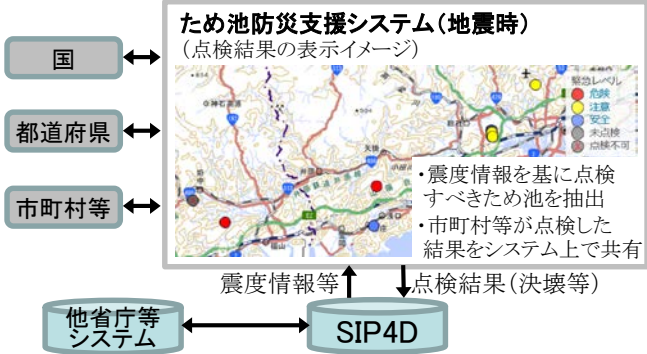 ため池防災支援システム(地震時)
(点検結果の表示イメージ)
国
都道府県
市町村等
緊急レベル
危険
注意
安全
未点検
点検不可
・震度情報を基に点検
すべきため池を抽出
・市町村等が点検した
結果をシステム上で共有
震度情報等
点検結果(決壊等)
他省庁等
システム
SIP4D